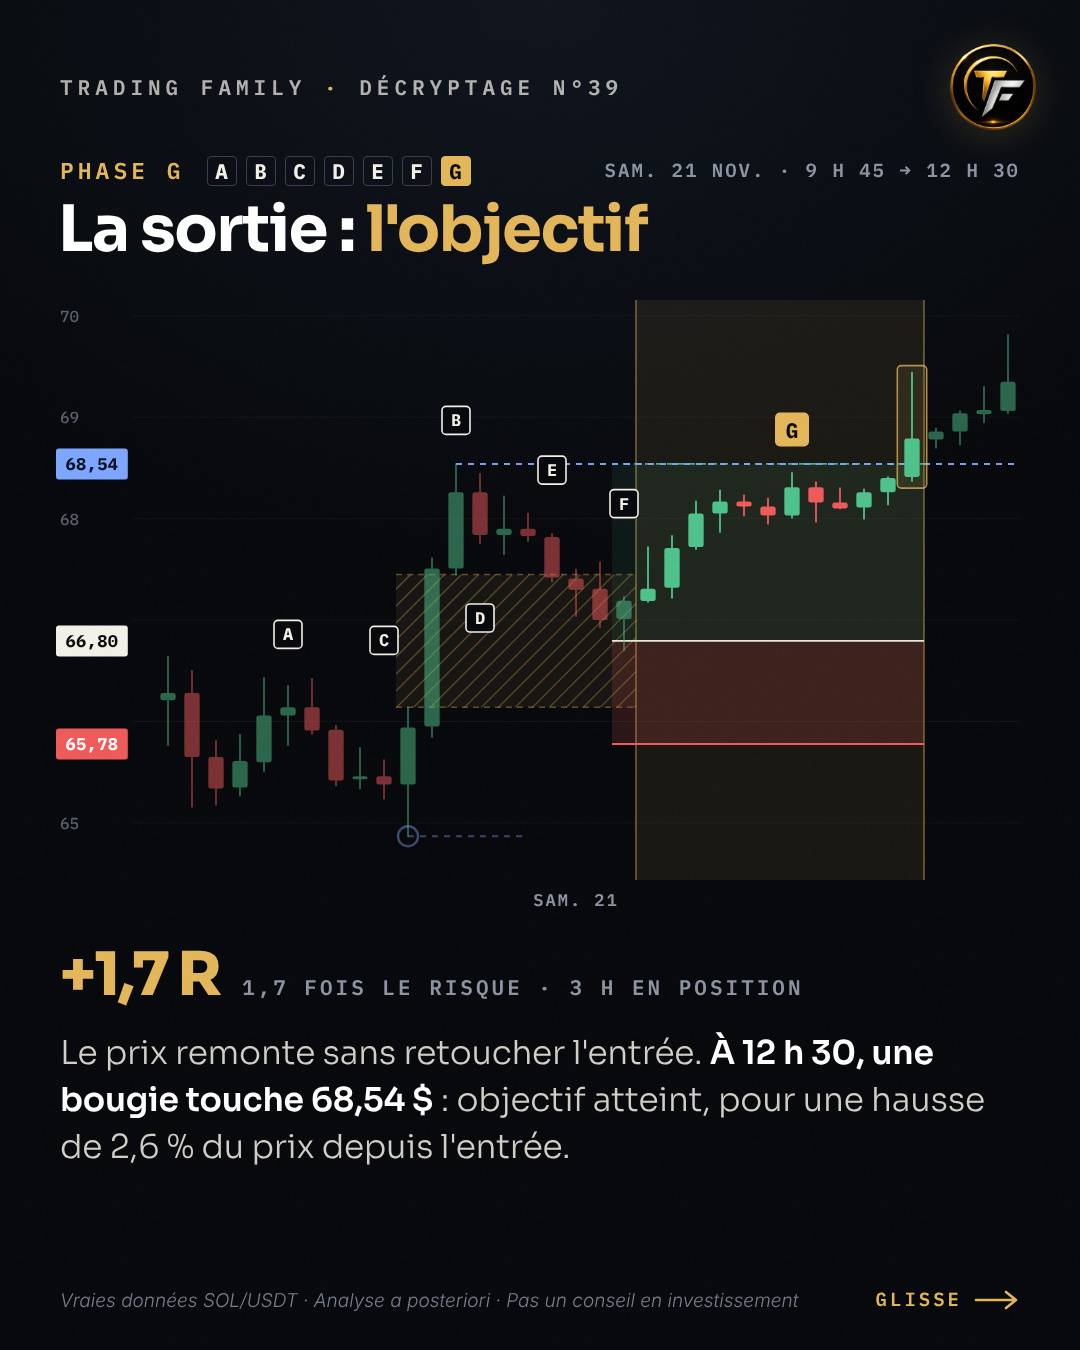 TRADING FAMILY · DÉCRYPTAGE N°39
TF
PHASE G A B C D E F G
SAM. 21 NOV. · 9 H 45 → 12 H 30
La sortie : l'objectif
70
69
68,54
68
66,80
65,78
65
B
E
G
F
D
A
C
SAM. 21
+1,7 R 1,7 FOIS LE RISQUE · 3 H EN POSITION
Le prix remonte sans retoucher l'entrée. À 12 h 30, une
bougie touche 68,54 $ : objectif atteint, pour une hausse
de 2,6 % du prix depuis l'entrée.
Vraies données SOL/USDT · Analyse a posteriori · Pas un conseil en investissement
GLISSE →